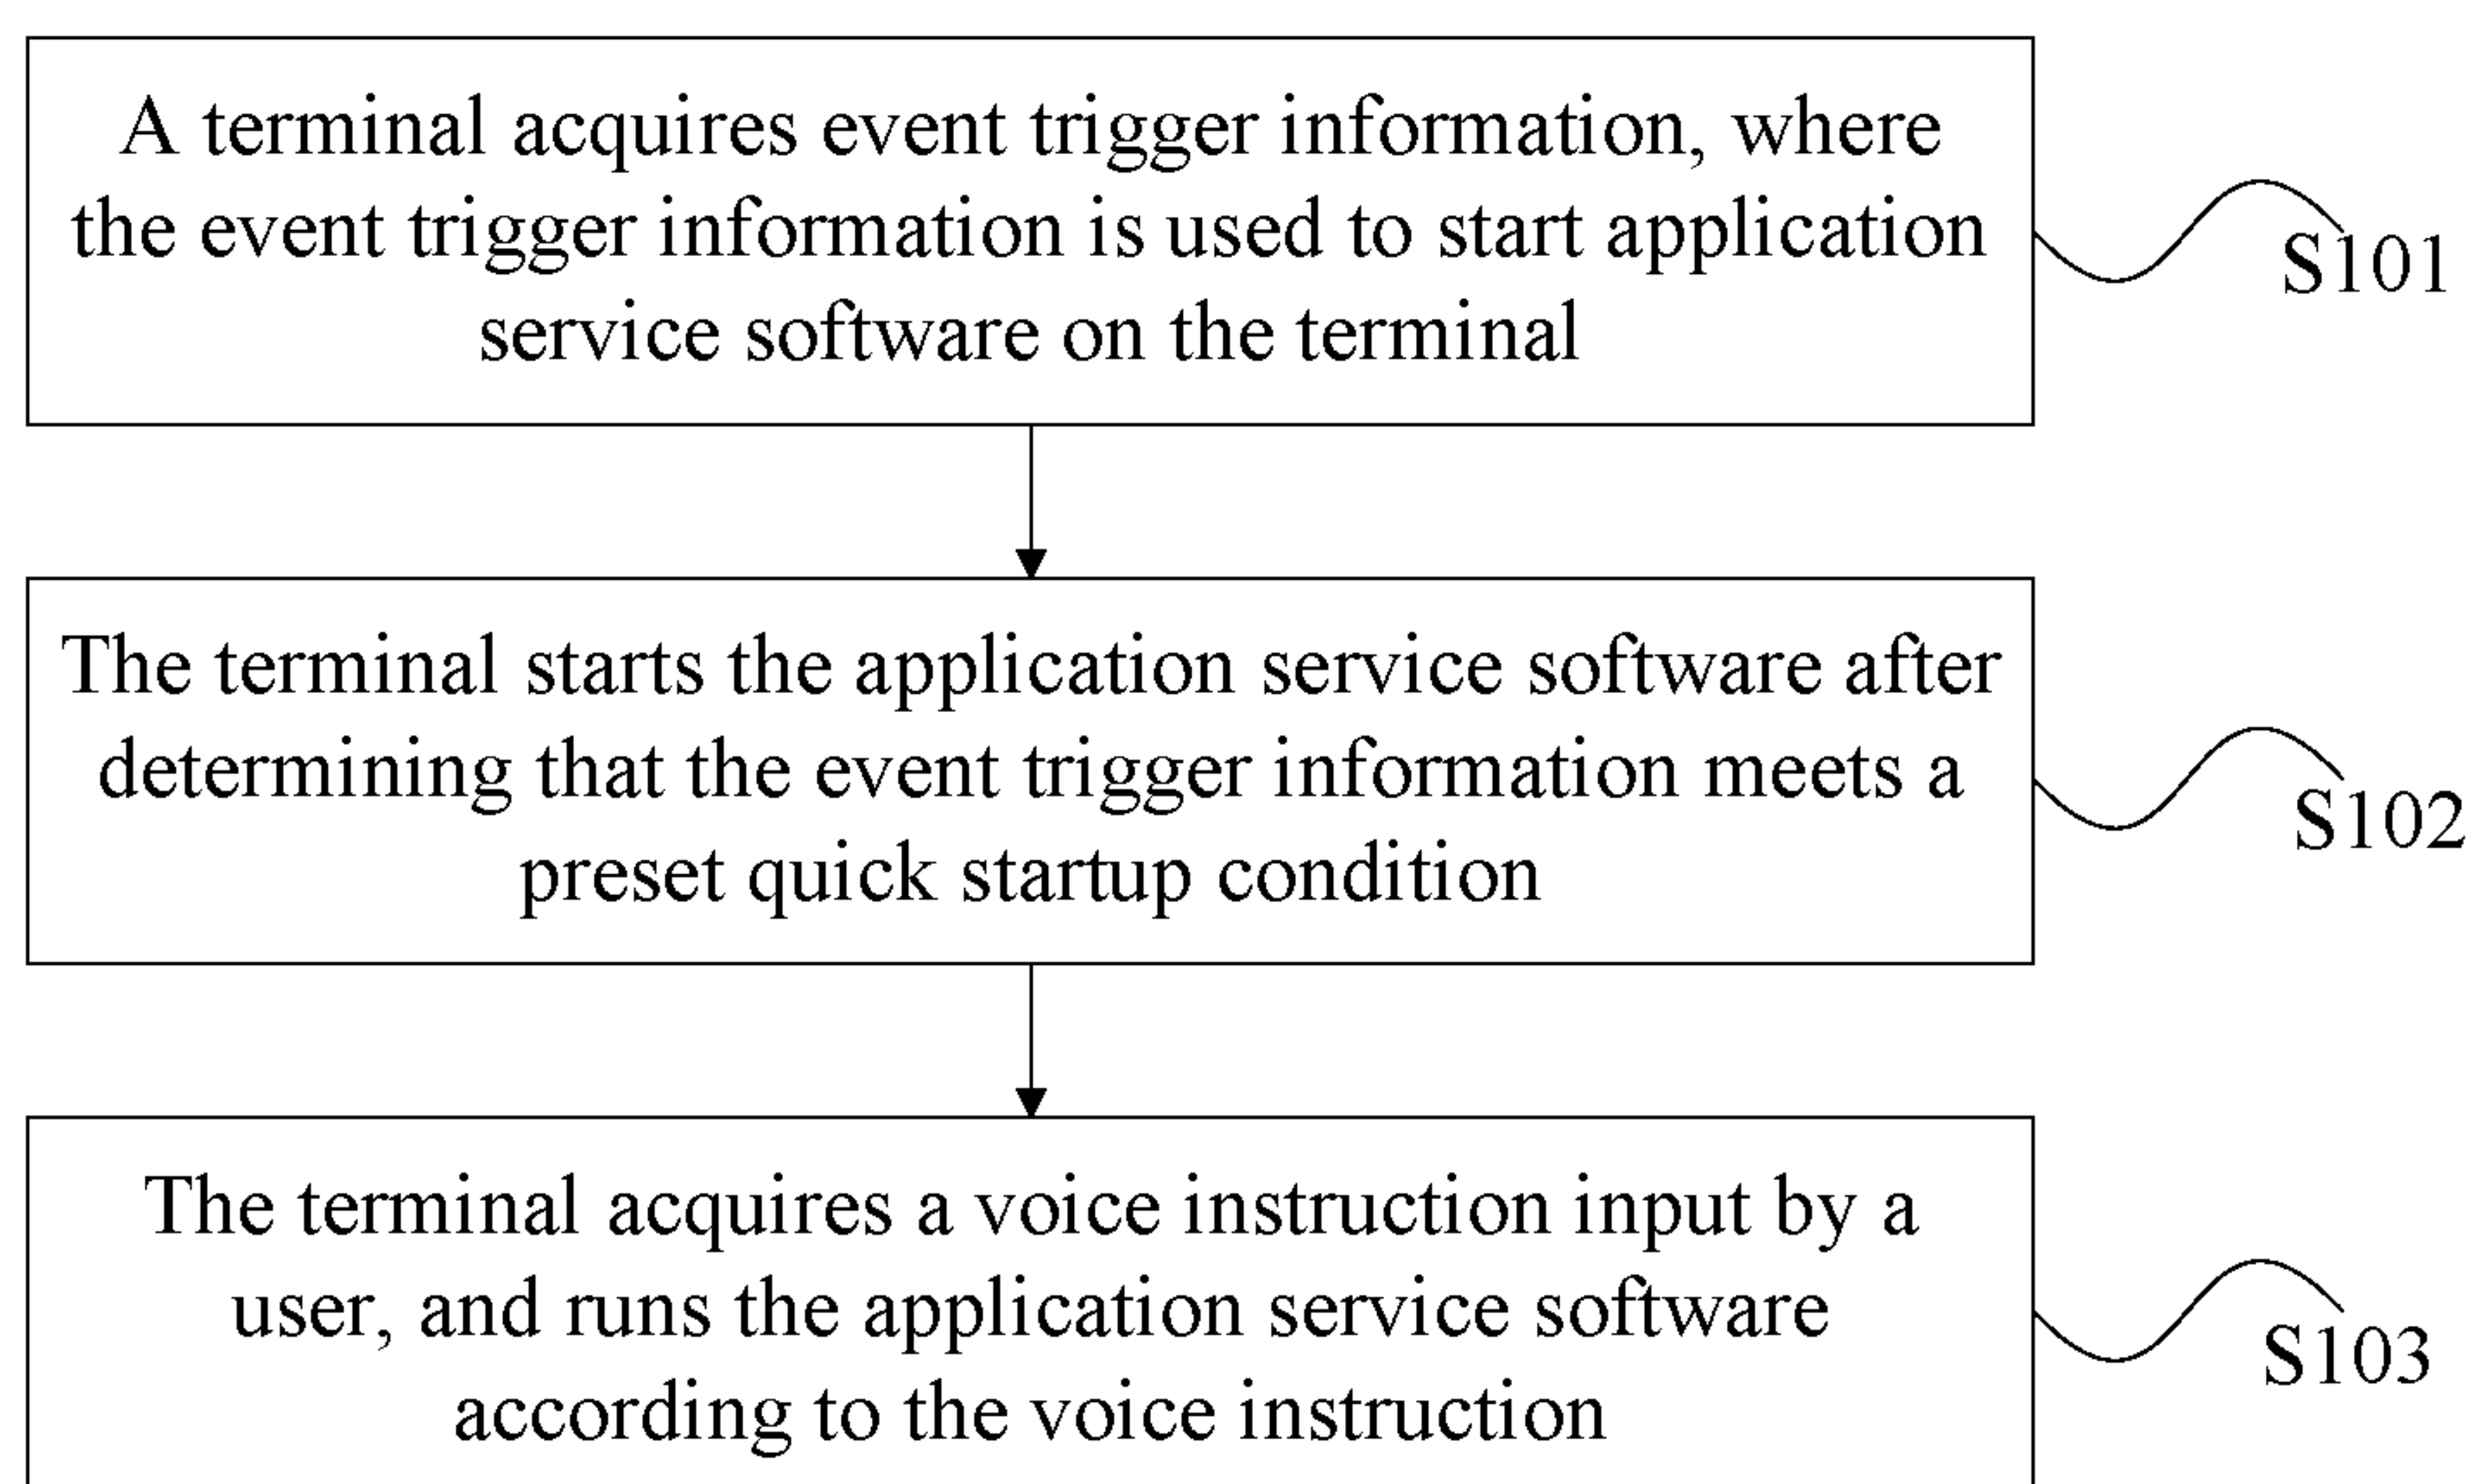 A terminal acquires event trigger information, where
the event trigger information is used to start application
service software on the terminal
S101
The terminal starts the application service software after
determining that the event trigger information meets a
preset quick startup condition
S102
The terminal acquires a voice instruction input by a
user, and runs the application service software
according to the voice instruction
S103